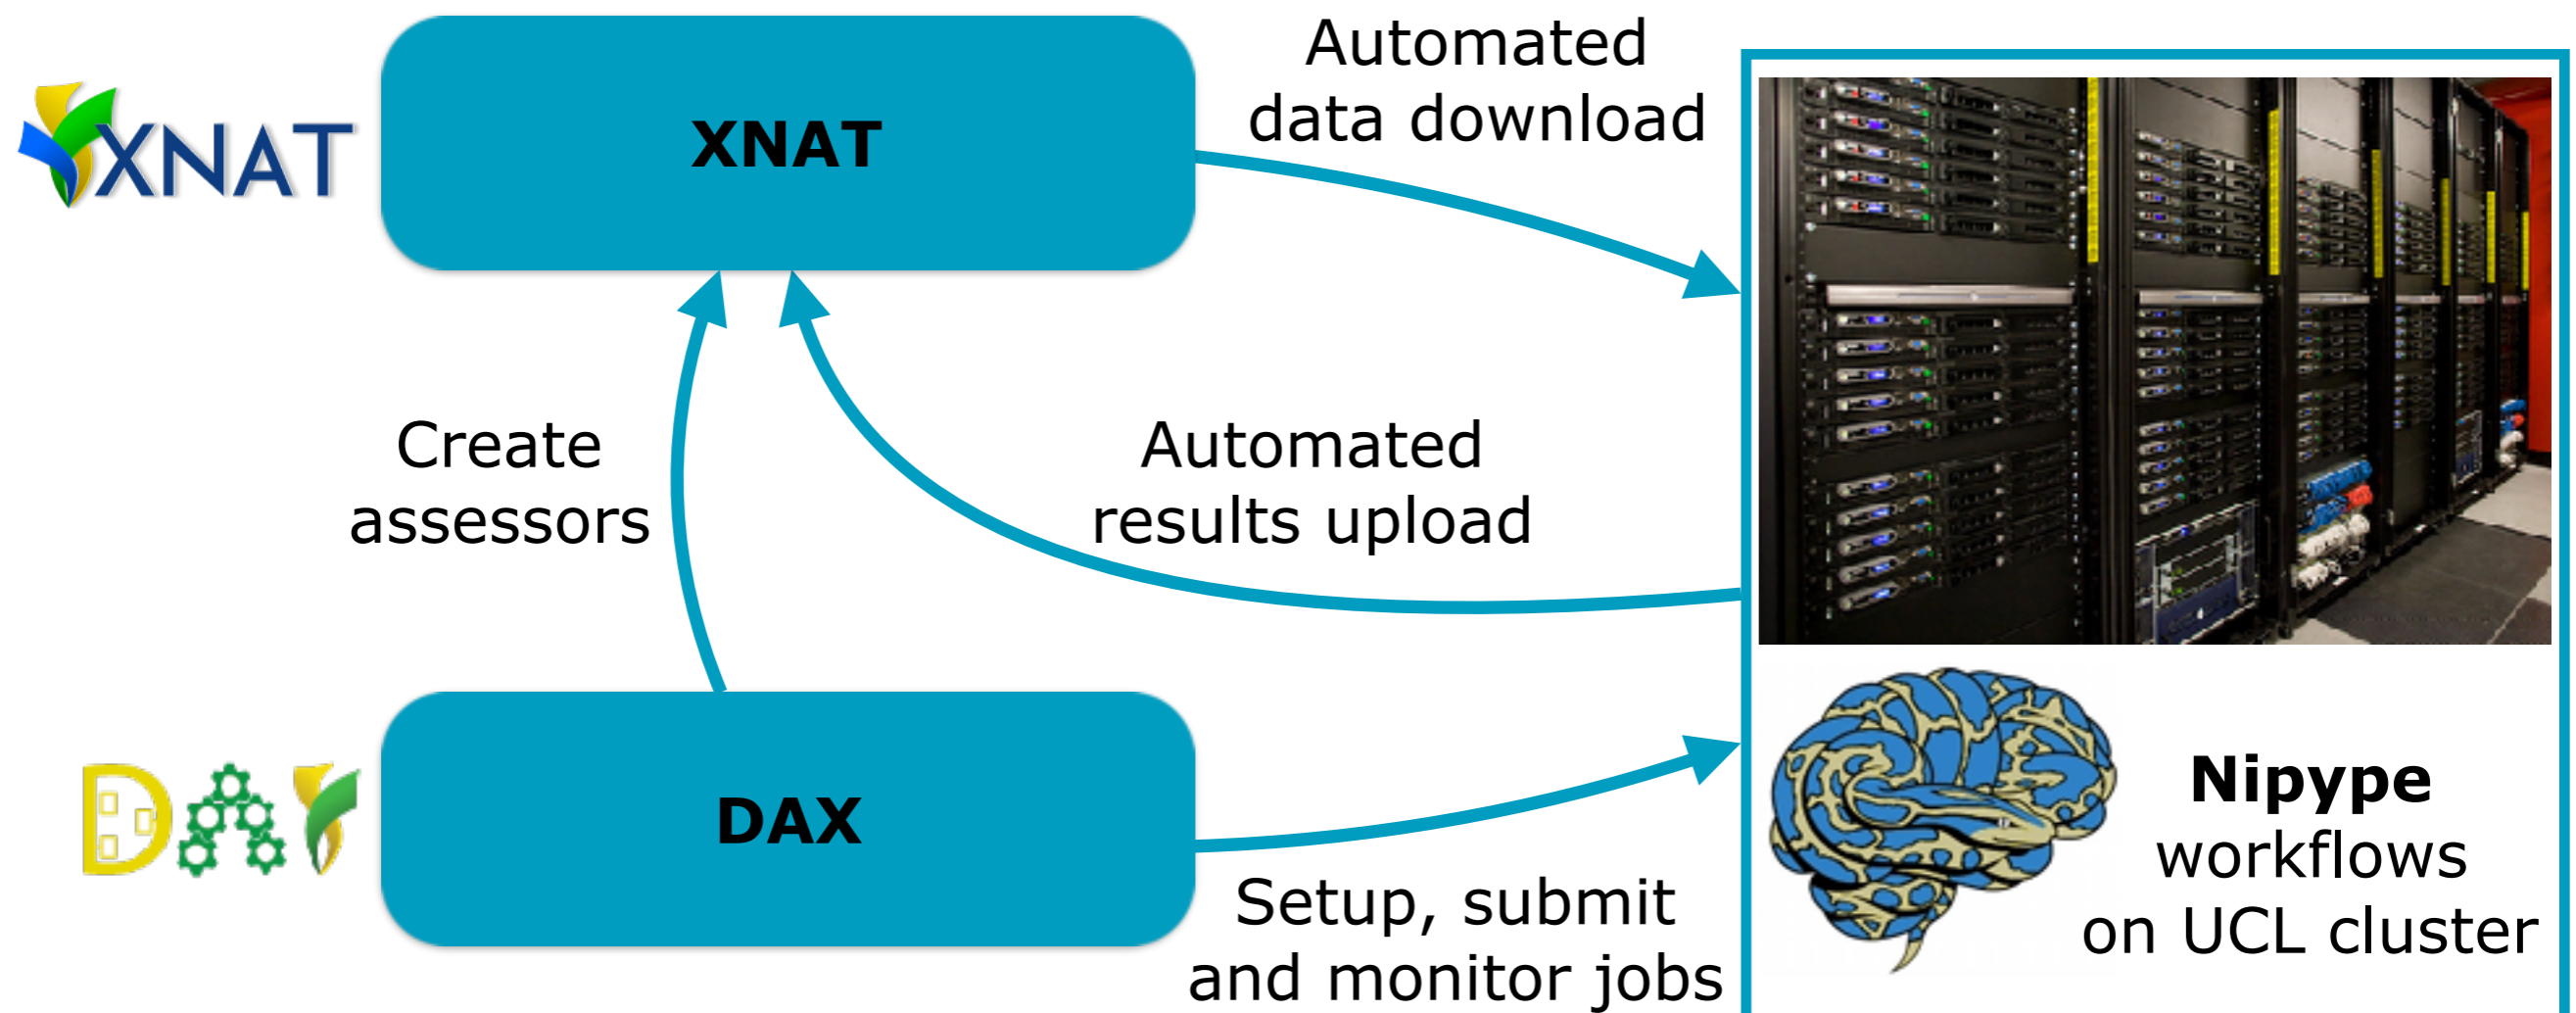 XNAT
XNAT
Automated
data download
Create
assessors
Automated
results upload
DAX
DAX
Setup, submit
and monitor jobs
Nipype
workflows
on UCL cluster